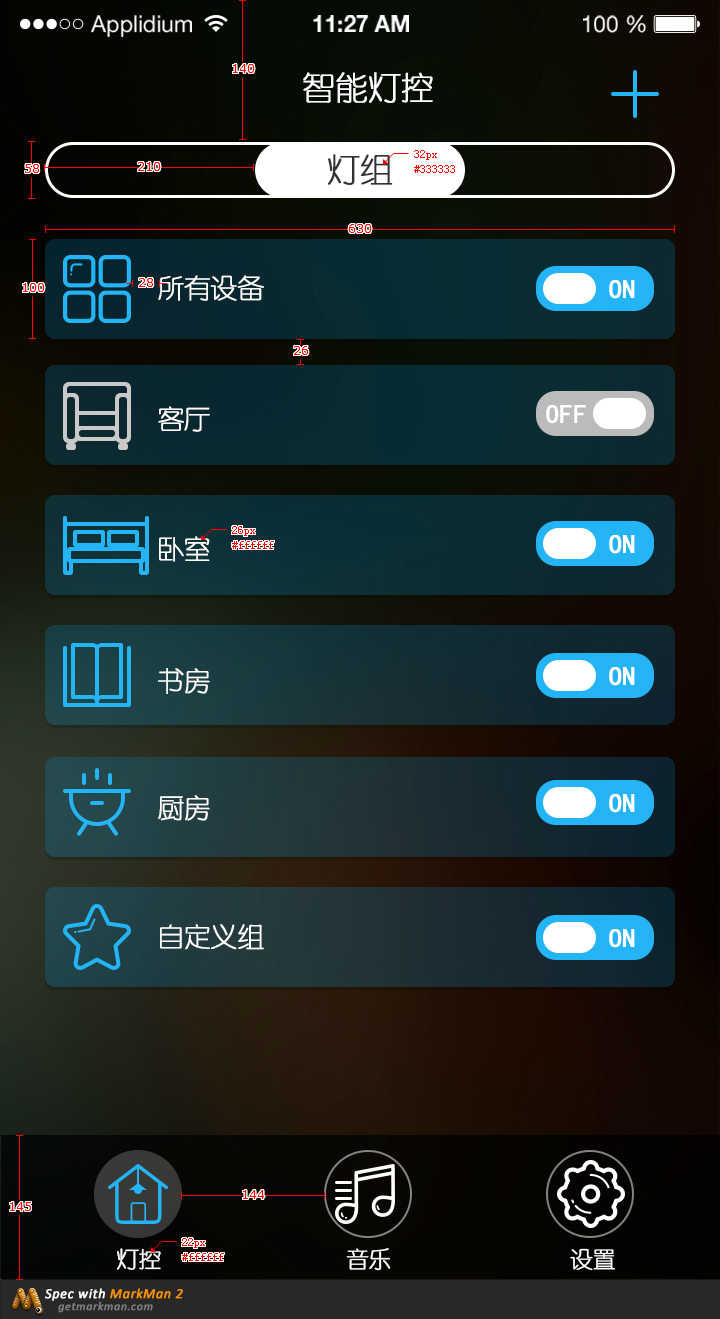 Applidium 11:27 AM 100 %
140
智能灯控
58
210
灯组
32px
#333333
630
100
28
所有设备
ON
26
客厅
OFF
卧室
26px
#ffffff
ON
书房
ON
厨房
ON
自定义组
ON
145
144
灯控
22px
#ffffff
音乐
设置
Spec with MarkMan 2
getmarkman.com